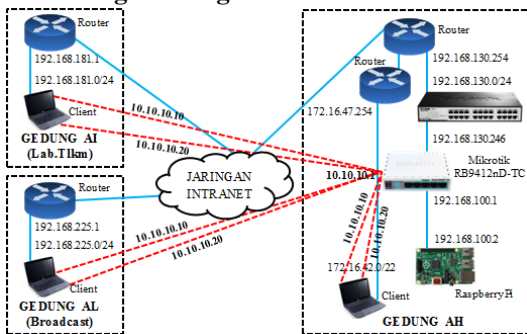 Router
192.168.181.1
192.168.181.0/24
Client
GEDUNG AI
(Lab.Tlkm)
10.10.10.10
10.10.10.20
Router
192.168.225.1
192.168.225.0/24
Client
GEDUNG AL
(Broadcast)
10.10.10.10
10.10.10.20
JARINGAN
INTRANET
Router
192.168.130.254
192.168.130.0/24
Router
172.16.47.254
192.168.130.246
Mikrotik
RB9412nD-TC
10.10.10.1
192.168.100.1
192.168.100.2
RaspberryPi
10.10.10.10
10.10.10.20
172.16.42.0/22
Client
GEDUNG AH